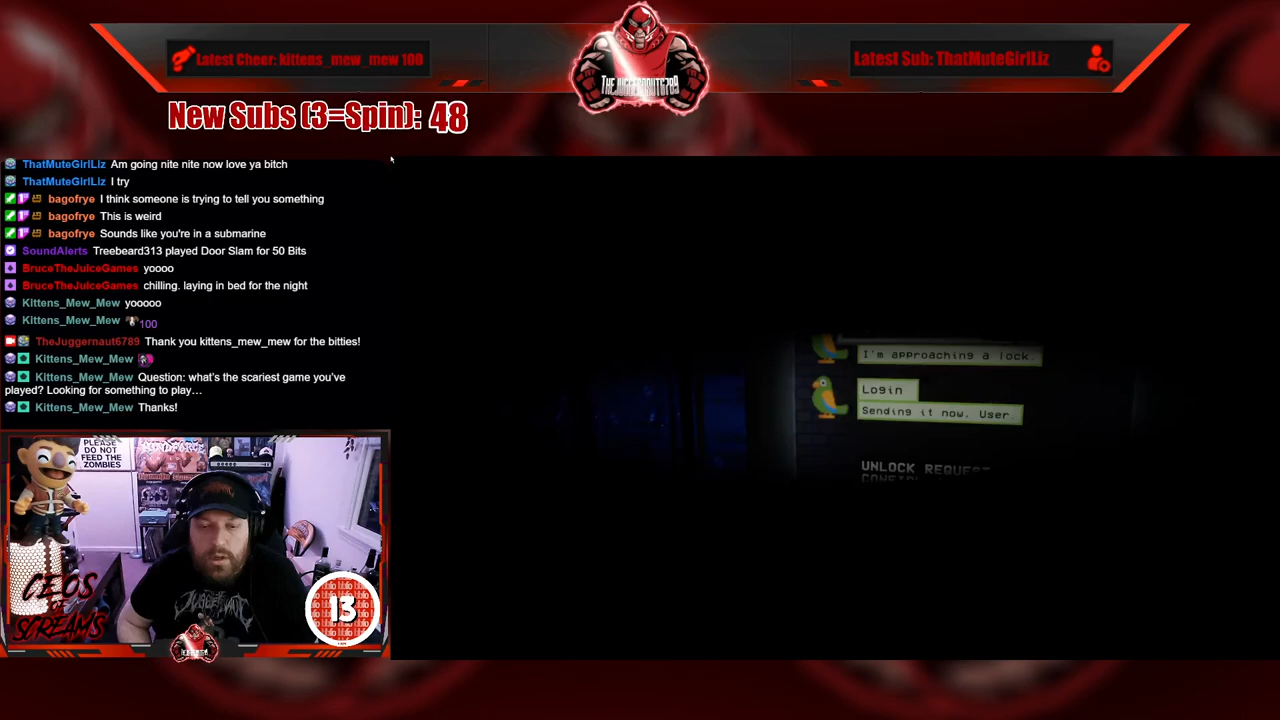 Latest Cheer: kittens_mew_mew 100
THEJUGGERNAUT6789
Latest Sub: ThatMuteGirlLiz
New Subs (3=Spin): 48
ThatMuteGirlLiz Am going nite nite now love ya bitch
ThatMuteGirlLiz I try
bagofrye I think someone is trying to tell you something
bagofrye This is weird
bagofrye Sounds like you're in a submarine
SoundAlerts Treebeard313 played Door Slam for 50 Bits
BruceTheJuiceGames yoooo
BruceTheJuiceGames chilling. laying in bed for the night
Kittens_Mew_Mew yooooo
Kittens_Mew_Mew 100
TheJuggernaut6789 Thank you kittens_mew_mew for the bitties!
Kittens_Mew_Mew
Kittens_Mew_Mew Question: what's the scariest game you've
played? Looking for something to play…
Kittens_Mew_Mew Thanks!
I'm approaching a lock.
Login
Sending it now, User.
UNLOCK REQUEST
PLEASE
DO NOT
FEED THE
ZOMBIES
CEOS
OF
SCREAMS
13